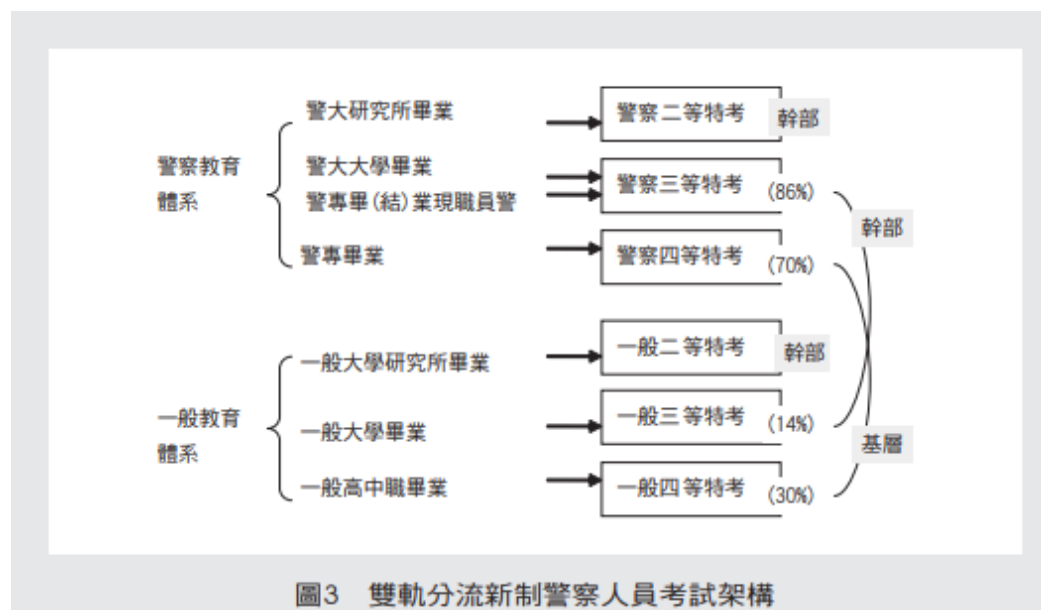 警大研究所畢業
警察二等特考
幹部
警察教育
體系
警大大學畢業
警專畢(結)業現職員警
警察三等特考
(86%)
幹部
警專畢業
警察四等特考
(70%)
一般大學研究所畢業
一般二等特考
幹部
一般教育
體系
一般大學畢業
一般三等特考
(14%)
基層
一般高中職畢業
一般四等特考
(30%)
圖3 雙軌分流新制警察人員考試架構